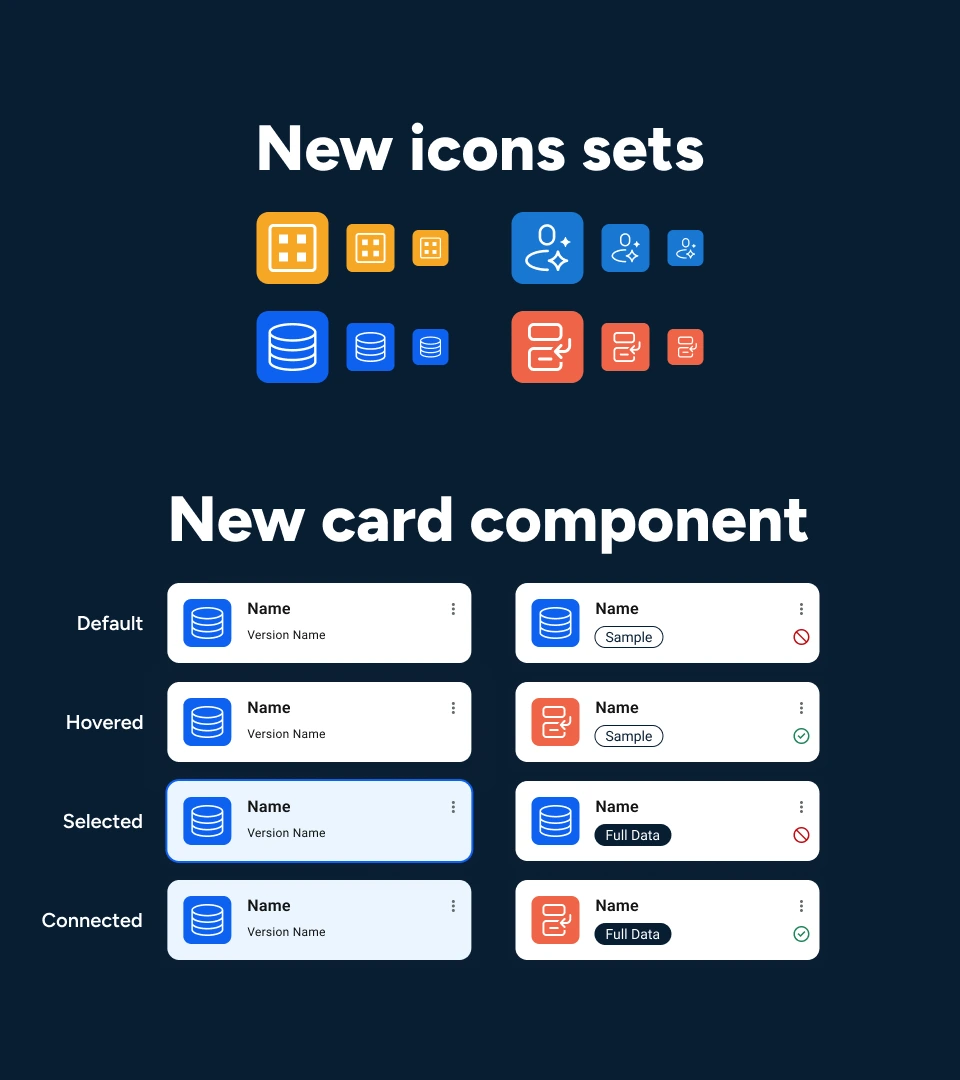 New icons sets
New card component
Default
Name
Version Name
Name
Sample
Hovered
Name
Version Name
Name
Sample
Selected
Name
Version Name
Name
Full Data
Connected
Name
Version Name
Name
Full Data